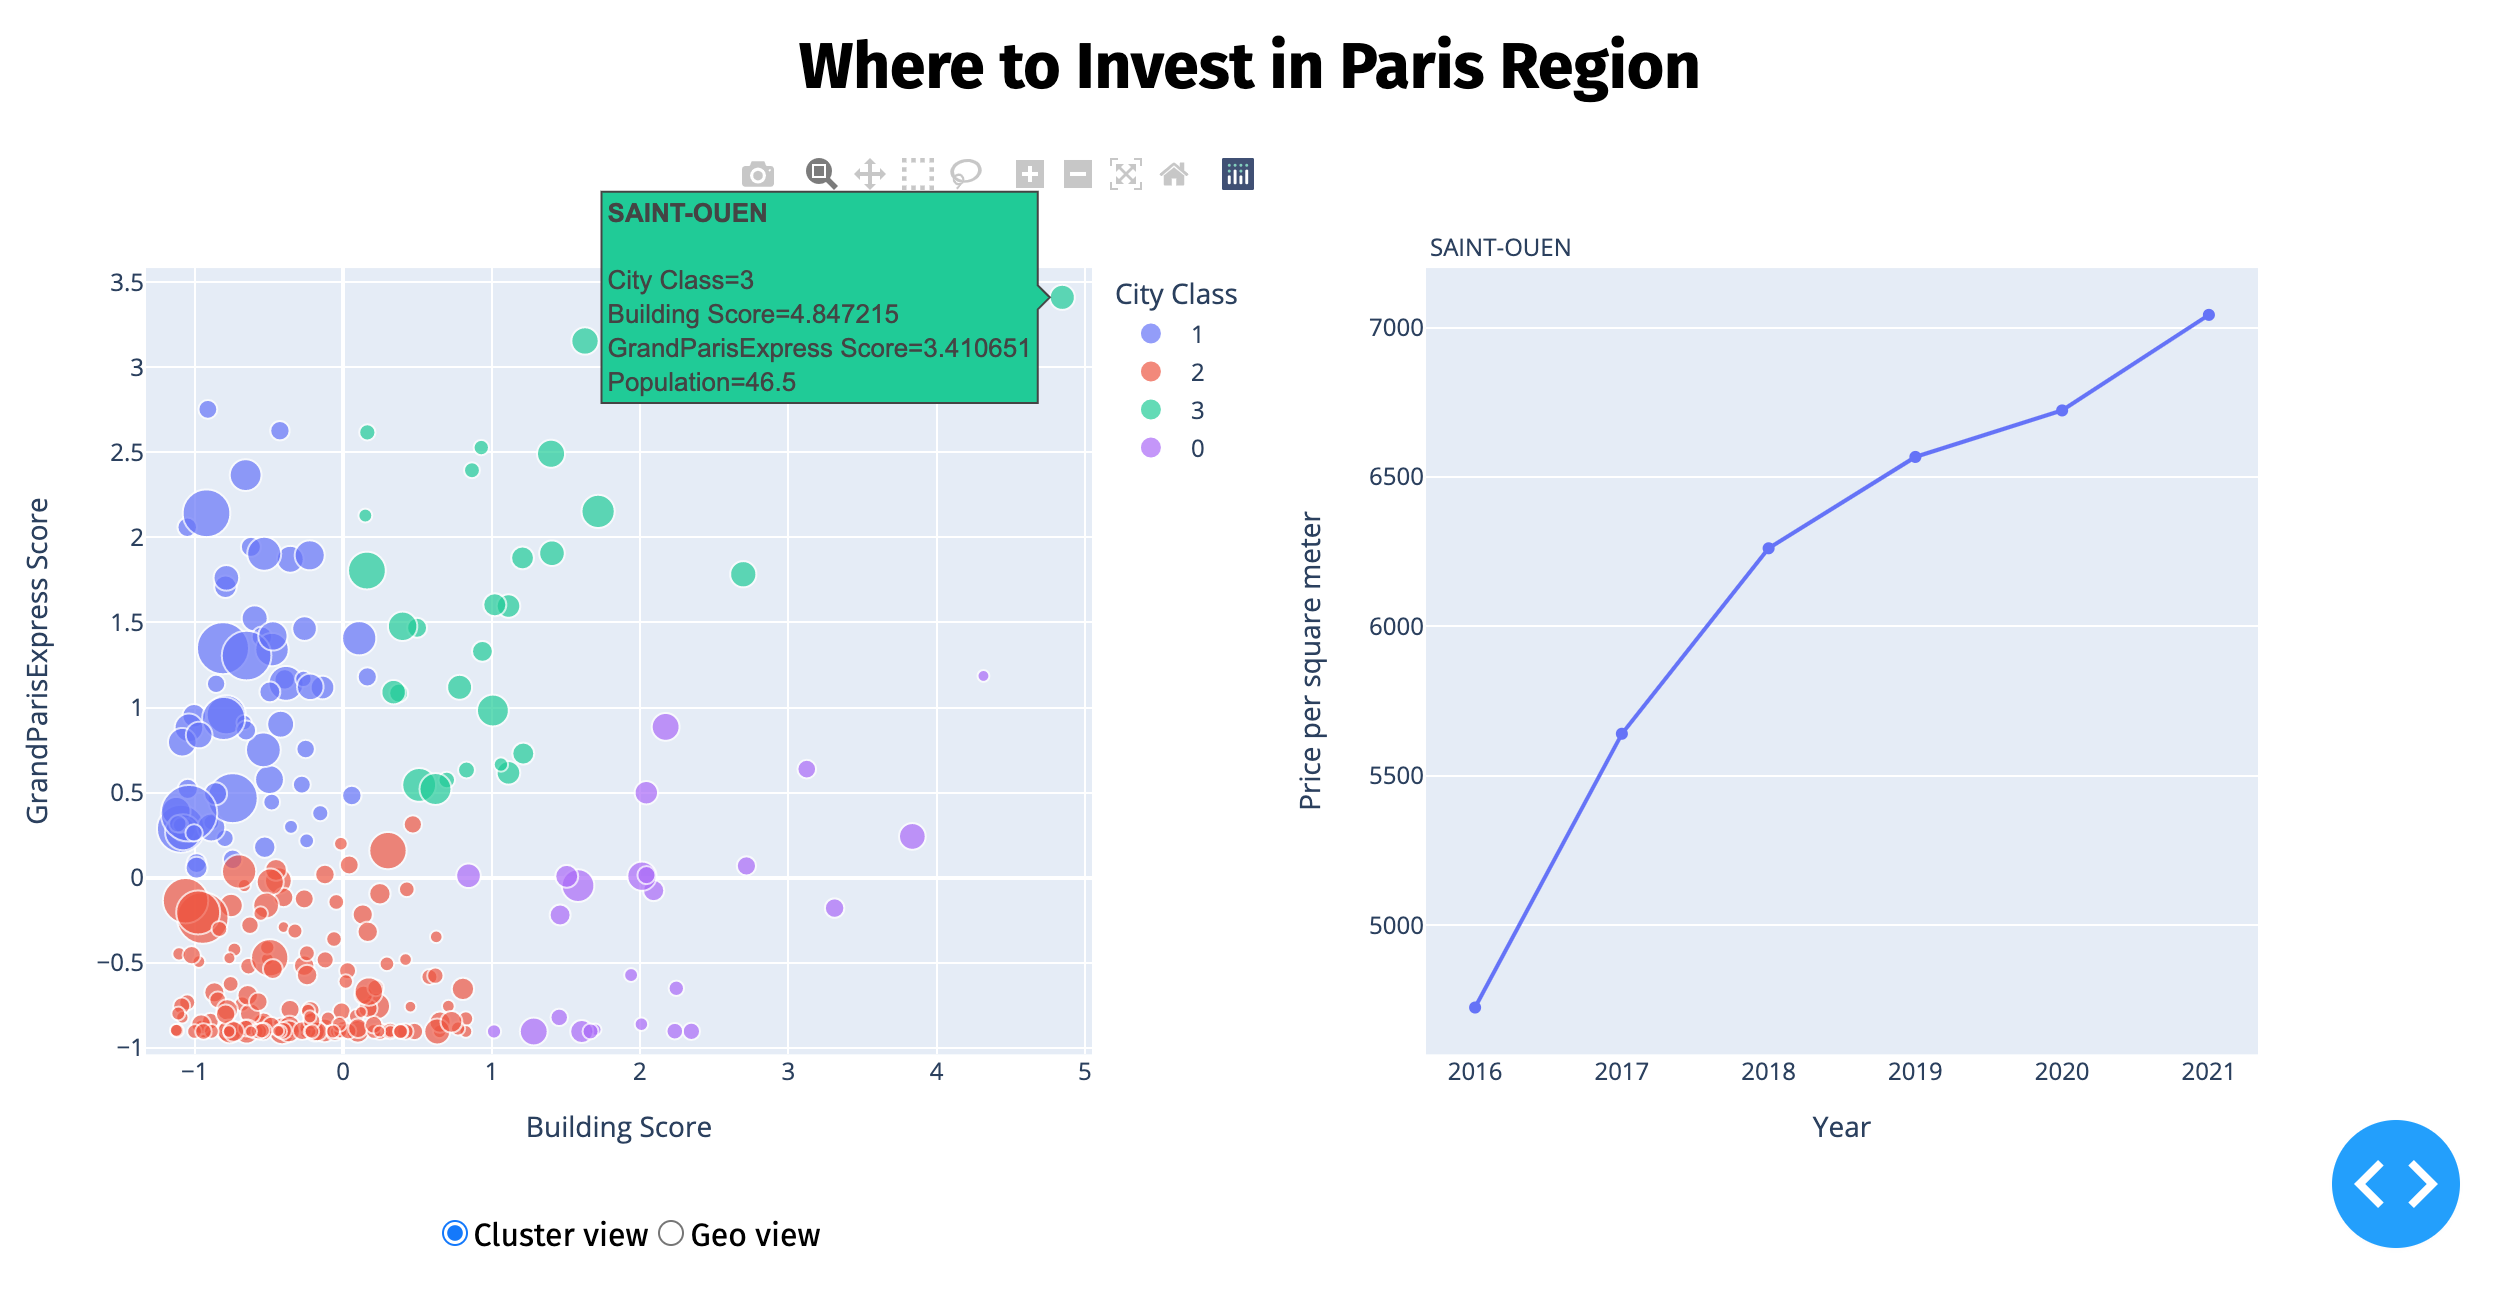 Where to Invest in Paris Region
SAINT-OUEN
City Class=3
Building Score=4.847215
GrandParisExpress Score=3.410651
Population=46.5
GrandParisExpress Score
3.5
3
2.5
2
1.5
1
0.5
0
−0.5
−1
−1 0 1 2 3 4 5
Building Score
City Class
1
2
3
0
SAINT-OUEN
Price per square meter
7000
6500
6000
5500
5000
2016 2017 2018 2019 2020 2021
Year
Cluster view Geo view